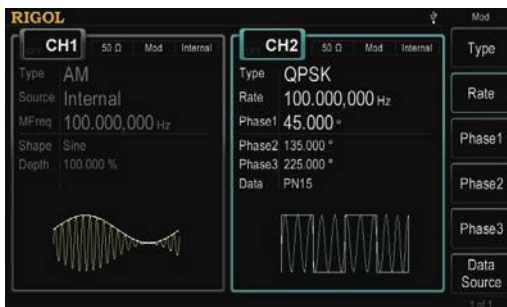 RIGOL
Mod
OFF CH1 50 Ω Mod Internal
Type AM
Source Internal
MFreq 100.000,000 Hz
Shape Sine
Depth 100.000 %
OFF CH2 50 Ω Mod Internal
Type QPSK
Rate 100.000,000 Hz
Phase1 45.000 °
Phase2 135.000 °
Phase3 225.000 °
Data PN15
Type
Rate
Phase1
Phase2
Phase3
Data
Source
1 of 1